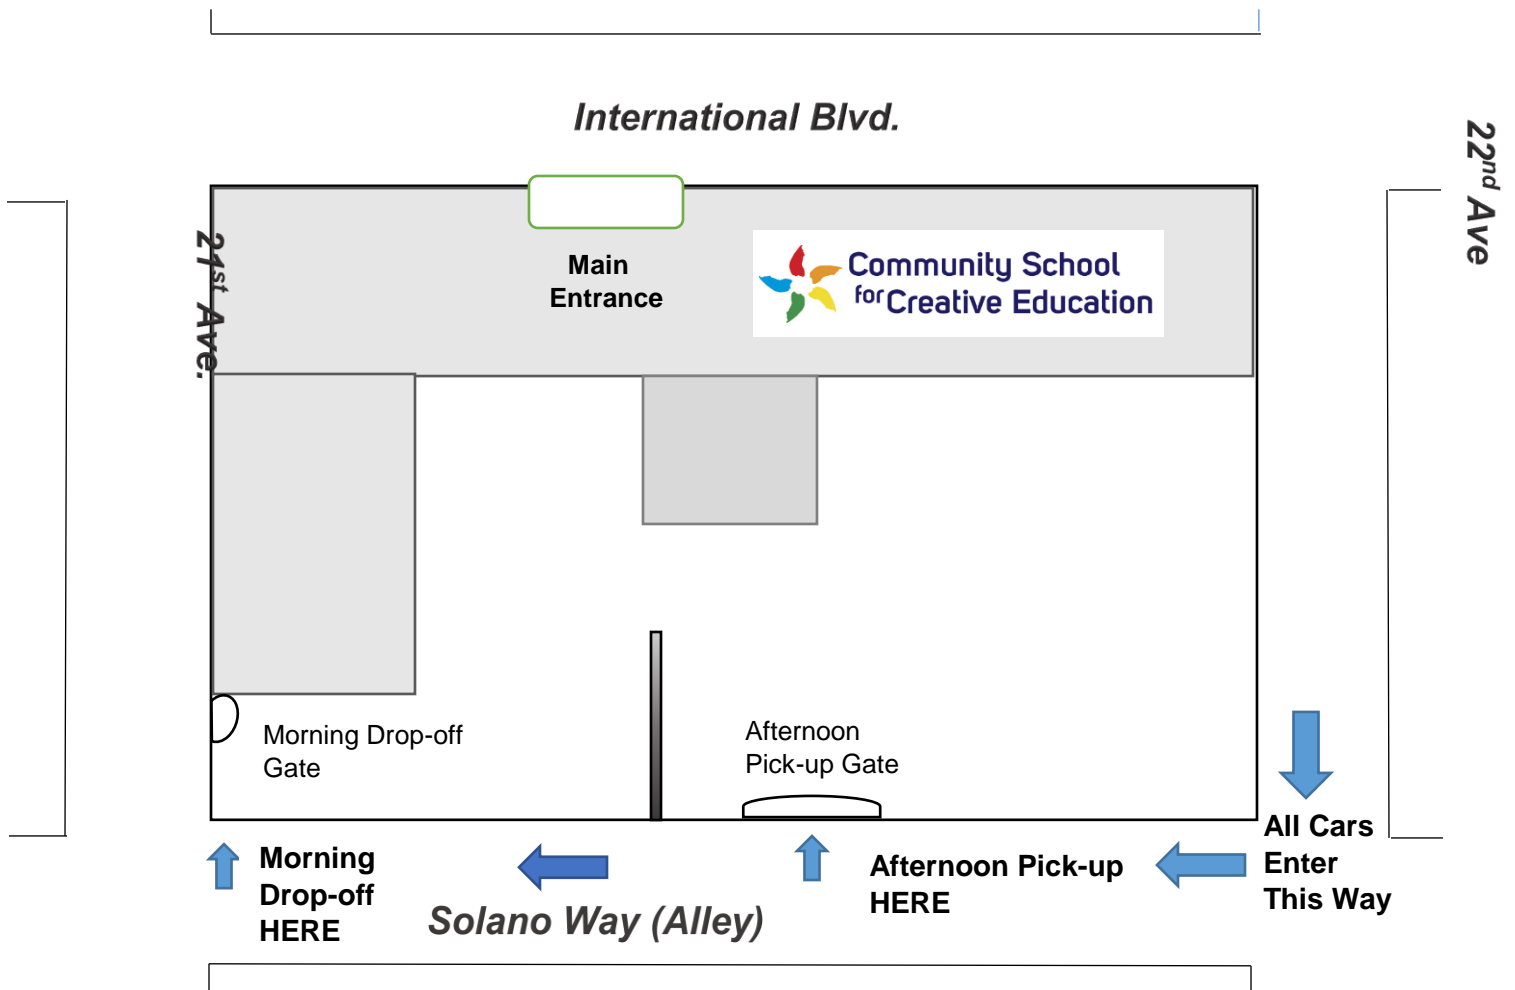 International Blvd.
22nd Ave
21st Ave.
Main
Entrance
Community School
for Creative Education
Morning Drop-off
Gate
Afternoon
Pick-up Gate
All Cars
Enter
This Way
Morning
Drop-off
HERE
Afternoon Pick-up
HERE
Solano Way (Alley)